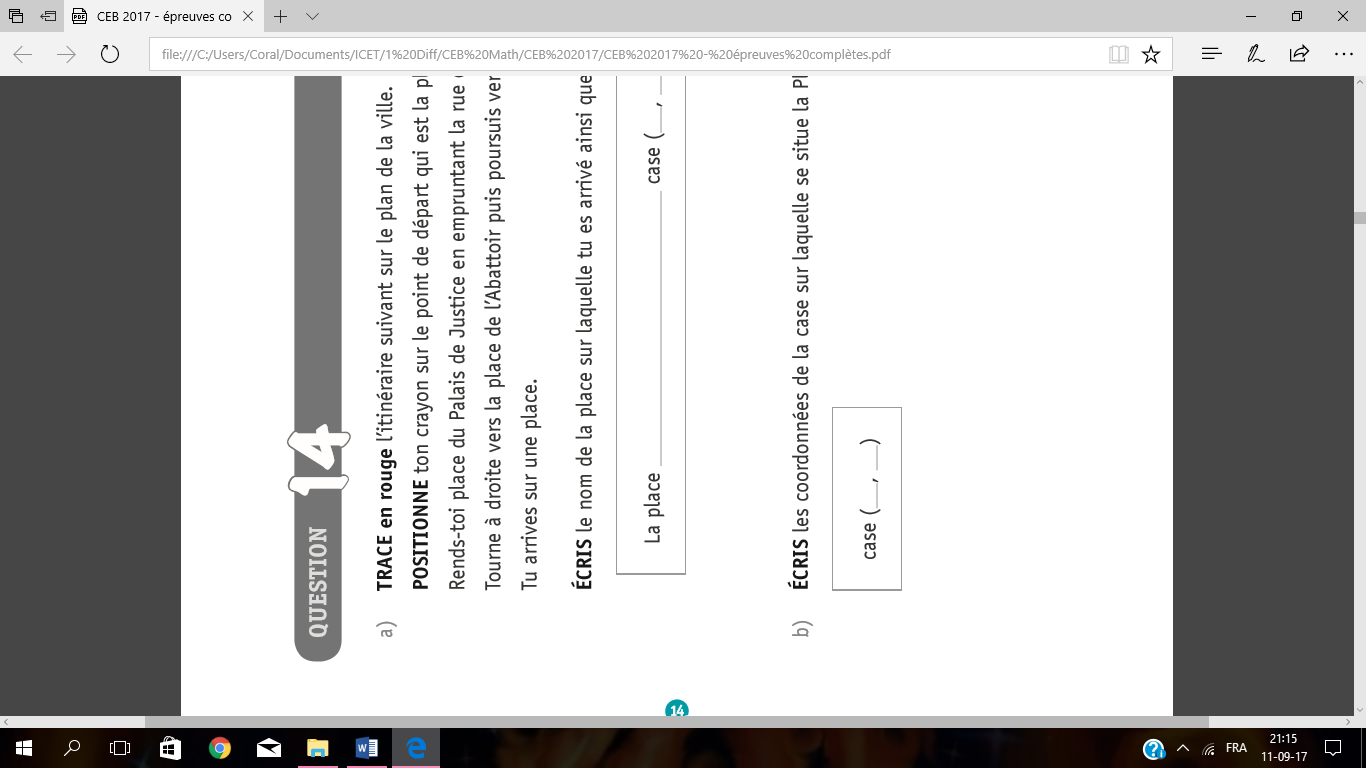 CEB 2017 - épreuves co
file:///C:/Users/Coral/Documents/ICET/1%20Diff/CEB%20Math/CEB%202017/CEB%202017%20-%20épreuves%20complètes.pdf
QUESTION 14
a) TRACE en rouge l'itinéraire suivant sur le plan de la ville.
POSITIONNE ton crayon sur le point de départ qui est la pl
Rends-toi place du Palais de Justice en empruntant la rue
Tourne à droite vers la place de l'Abattoir puis poursuis ver
Tu arrives sur une place.
ÉCRIS le nom de la place sur laquelle tu es arrivé ainsi que
La place ______ case (__, __
b) ÉCRIS les coordonnées de la case sur laquelle se situe la Pl
case (__, __)
14
FRA
21:15
11-09-17